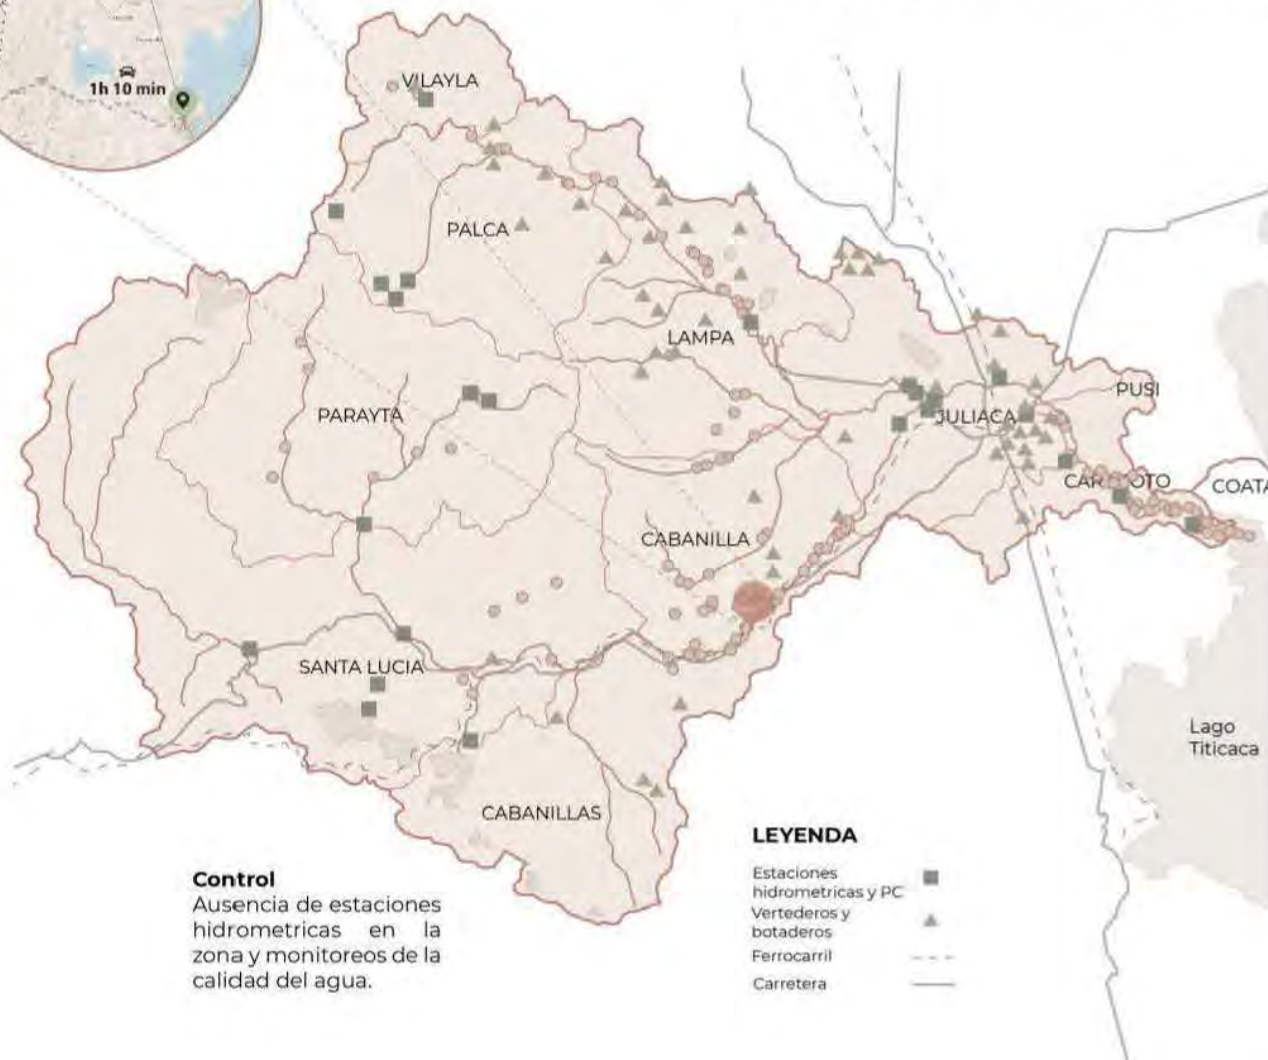 1h 10 min
VILAYLA
PALCA
LAMPA
PARAYTA
PUSI
JULIACA
COATA
CABANILLA
SANTA LUCIA
CABANILLAS
Lago
Titicaca
Control
Ausencia de estaciones
hidrometricas en la
zona y monitoreos de la
calidad del agua.
LEYENDA
Estaciones
hidrometricas y PC
Vertederos y
botaderos
Ferrocarril
Carretera